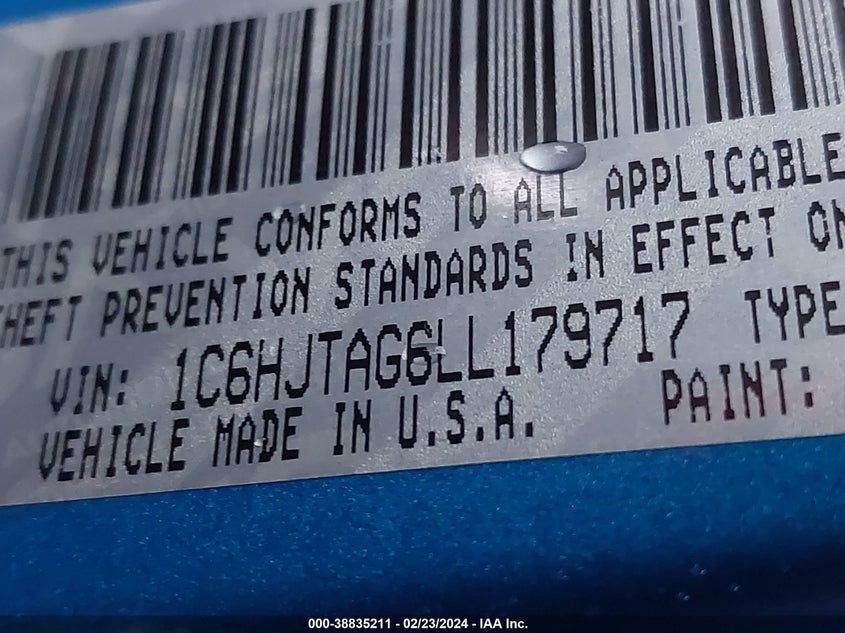 THIS VEHICLE CONFORMS TO ALL APPLICABLE
THEFT PREVENTION STANDARDS IN EFFECT ON
VIN: 1C6HJTAG6LL179717 TYPE
VEHICLE MADE IN U.S.A. PAINT:
000-38835211 - 02/23/2024 - IAA Inc.